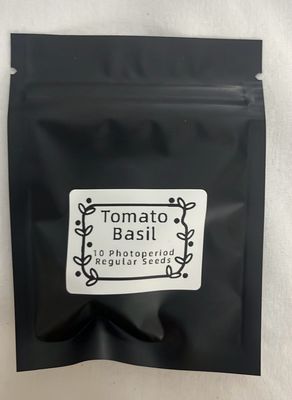 Tomato
Basil
10 Photoperiod
Regular Seeds